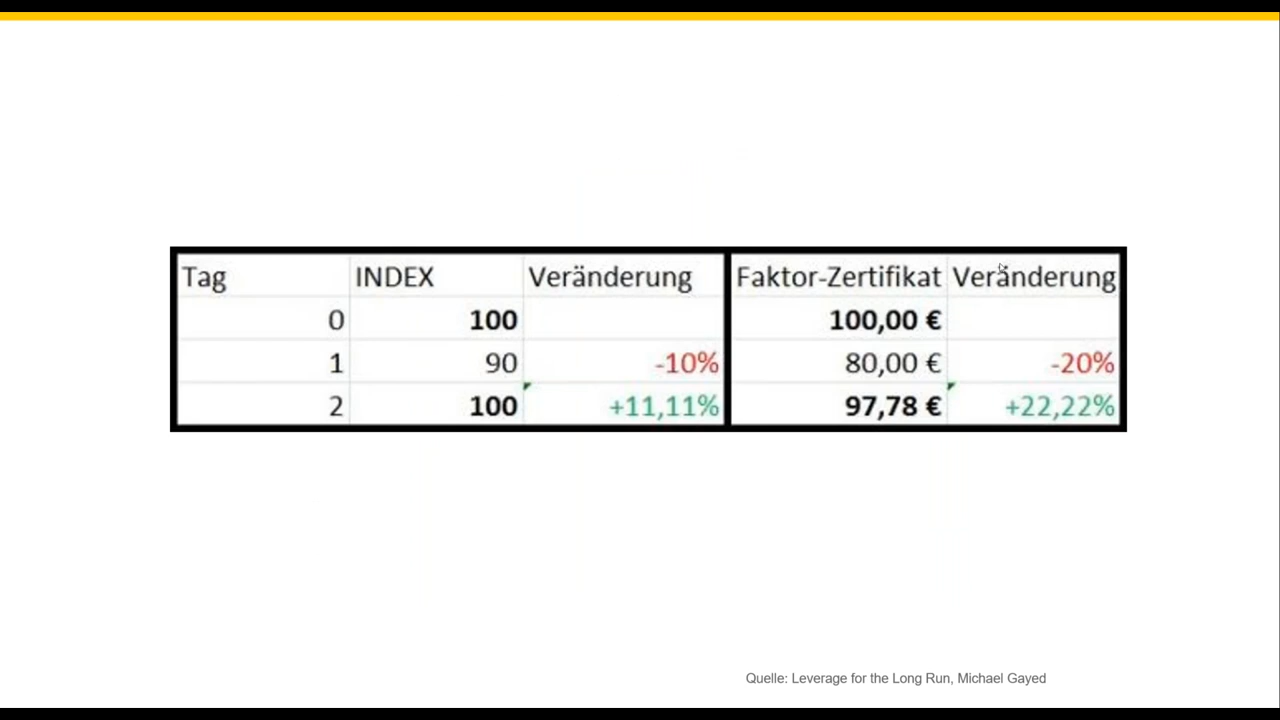 Tag INDEX Veränderung Faktor-Zertifikat Veränderung
0 100 100,00 €
1 90 -10% 80,00 € -20%
2 100 +11,11% 97,78 € +22,22%
Quelle: Leverage for the Long Run, Michael Gayed